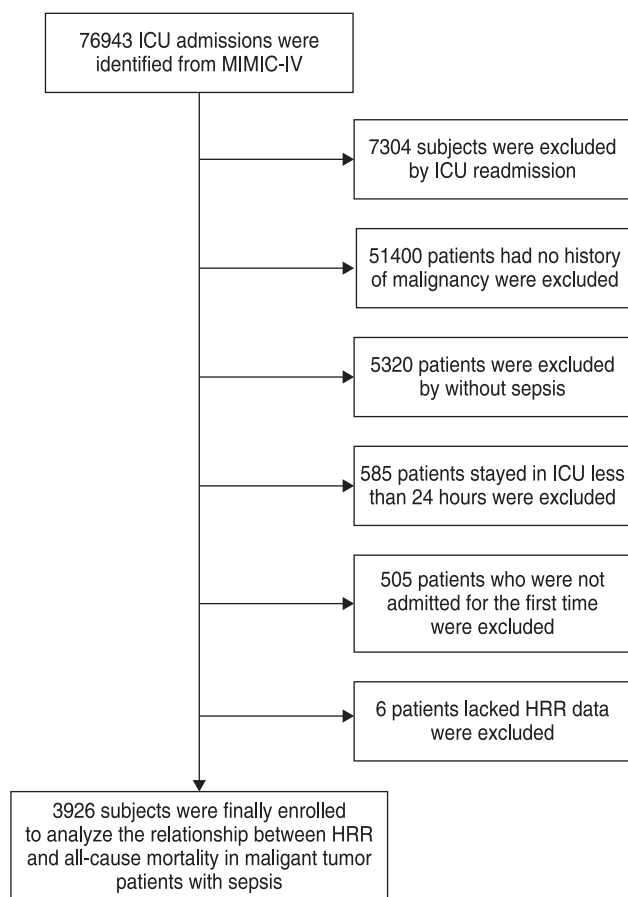 76943 ICU admissions were
identified from MIMIC-IV
7304 subjects were excluded
by ICU readmission
51400 patients had no history
of malignancy were excluded
5320 patients were excluded
by without sepsis
585 patients stayed in ICU less
than 24 hours were excluded
505 patients who were not
admitted for the first time
were excluded
6 patients lacked HRR data
were excluded
3926 subjects were finally enrolled
to analyze the relationship between HRR
and all-cause mortality in maligant tumor
patients with sepsis